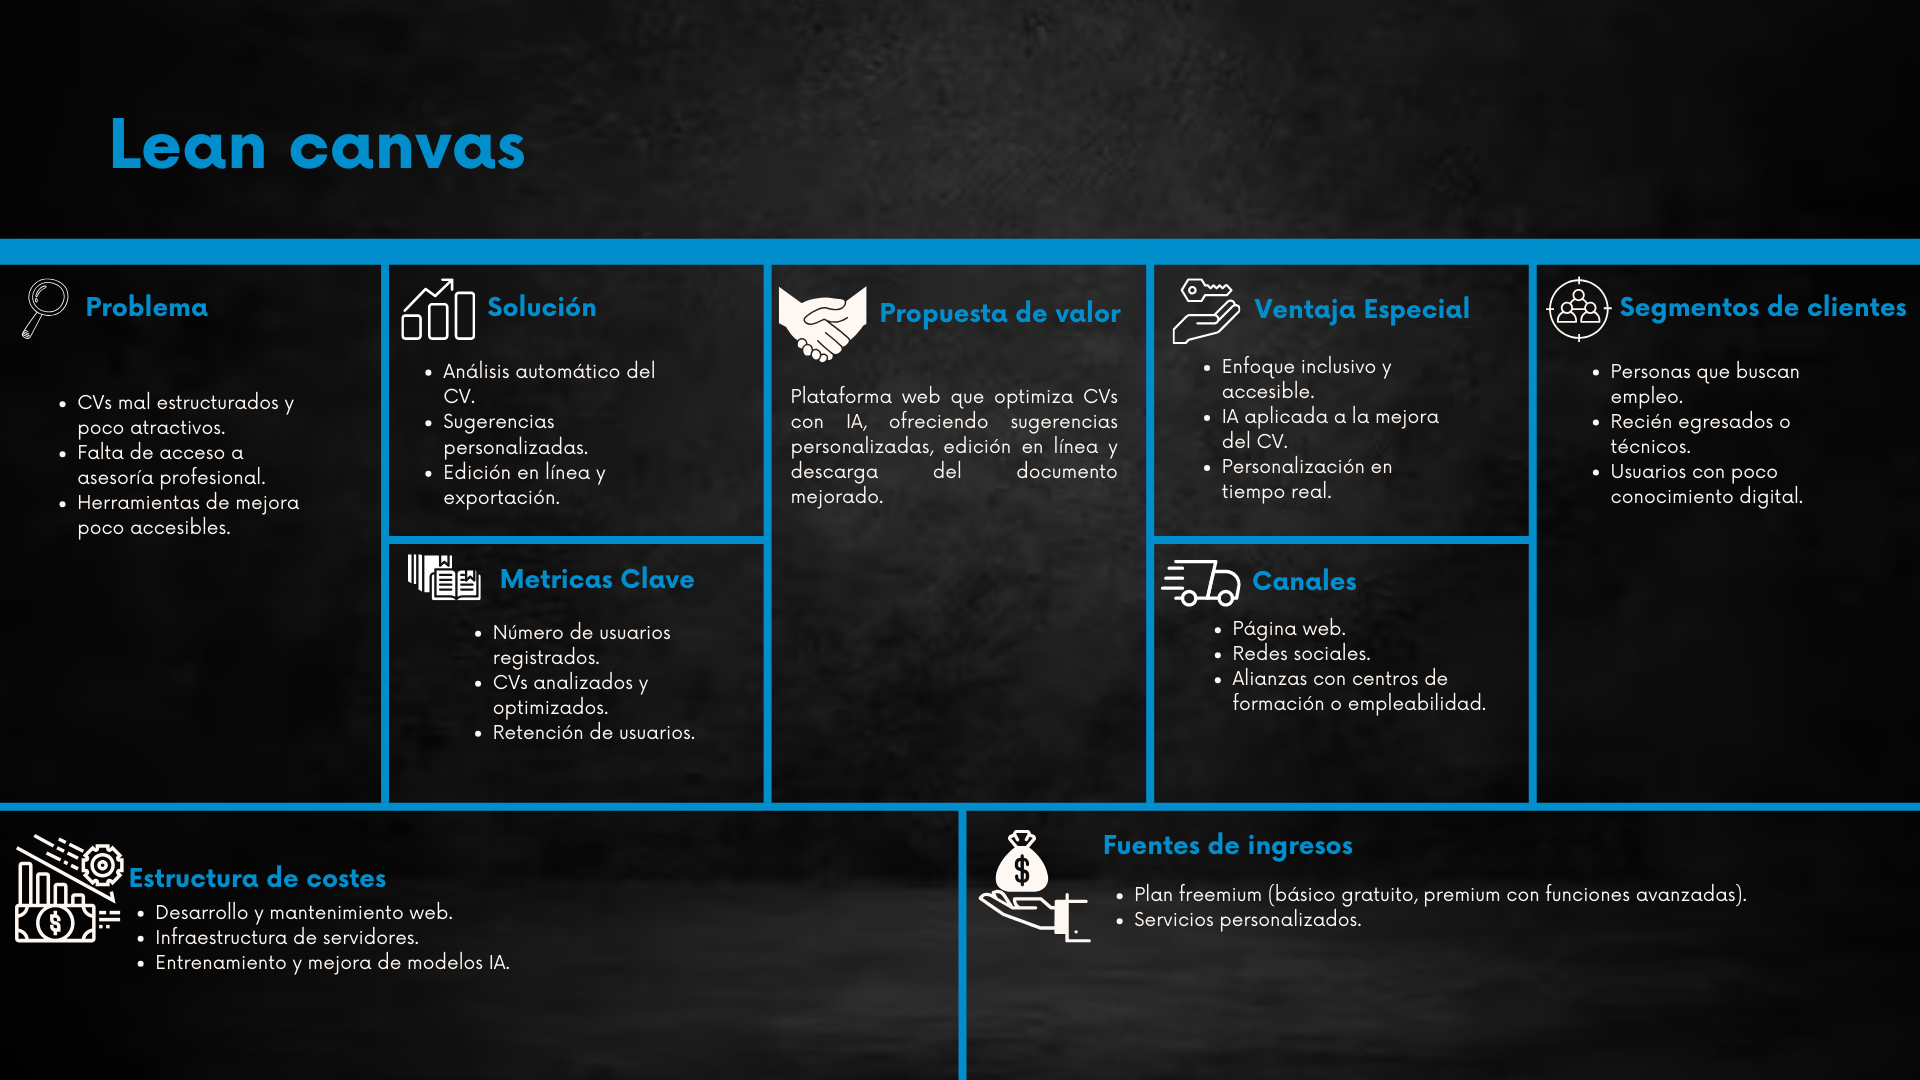 Lean canvas
Problema
CVs mal estructurados y
poco atractivos.
Falta de acceso a
asesoría profesional.
Herramientas de mejora
poco accesibles.
Solución
Análisis automático del
CV.
Sugerencias
personalizadas.
Edición en línea y
exportación.
Metricas Clave
Número de usuarios
registrados.
CVs analizados y
optimizados.
Retención de usuarios.
Propuesta de valor
Plataforma web que optimiza CVs
con IA, ofreciendo sugerencias
personalizadas, edición en línea y
descarga del documento
mejorado.
Ventaja Especial
Enfoque inclusivo y
accesible.
IA aplicada a la mejora
del CV.
Personalización en
tiempo real.
Canales
Página web.
Redes sociales.
Alianzas con centros de
formación o empleabilidad.
Segmentos de clientes
Personas que buscan
empleo.
Recién egresados o
técnicos.
Usuarios con poco
conocimiento digital.
Estructura de costes
Desarrollo y mantenimiento web.
Infraestructura de servidores.
Entrenamiento y mejora de modelos IA.
Fuentes de ingresos
Plan freemium (básico gratuito, premium con funciones avanzadas).
Servicios personalizados.